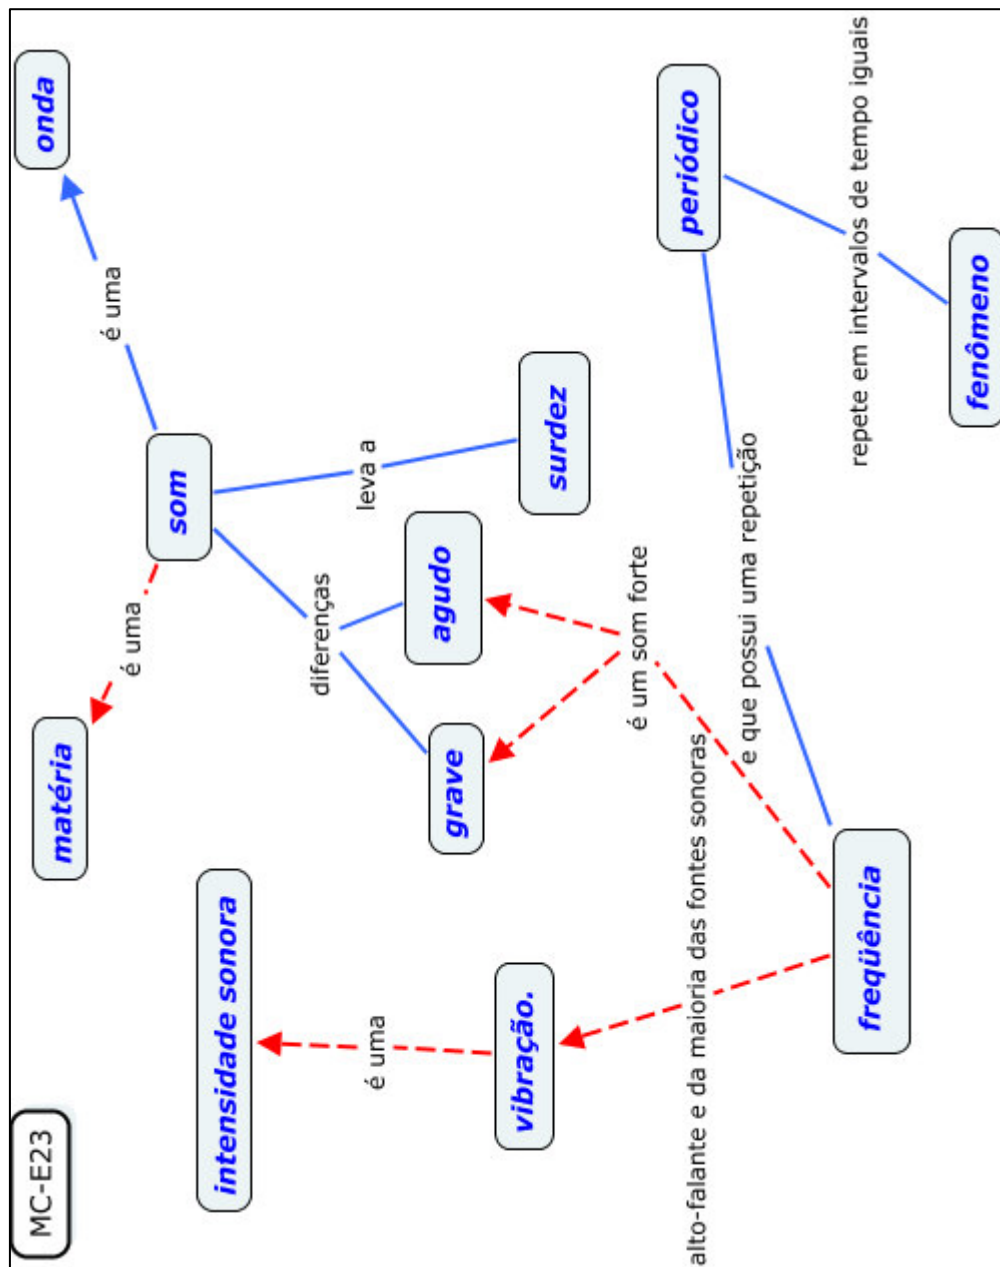 MC-E23
matéria
é uma
onda
é uma
som
intensidade sonora
diferenças
leva a
é uma
grave
agudo
surdez
vibração.
é um som forte
alto-falante e da maioria das fontes sonoras
periódico
e que possui uma repetição
freqüência
repete em intervalos de tempo iguais
fenômeno